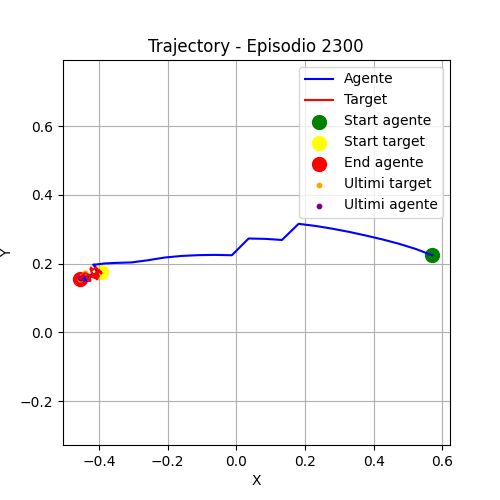 Trajectory - Episodio 2300
Agente
Target
Start agente
Start target
End agente
Ultimi target
Ultimi agente
Y
0.6
0.4
0.2
0.0
−0.2
−0.4
−0.2
0.0
0.2
0.4
0.6
X